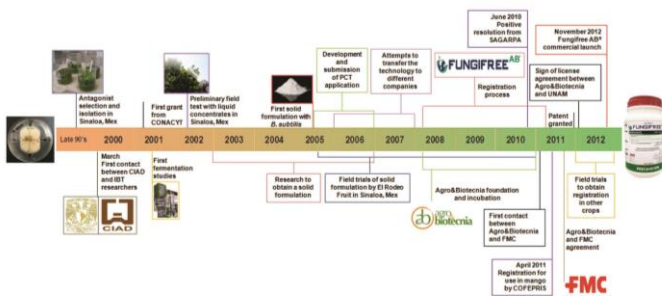 Antagonist
selection and
isolation in
Sinaloa, Mex
First grant
from
CONACYT
Preliminary field
test with liquid
concentrates in
Sinaloa, Mex
First solid
formulation with
B. subtilis
Development
and
submission of
PCT
application
Attempts to
transfer the
technology to
different
companies
FUNGIFREE AB
Registration
process
June 2010
Positive
resolution from
SAGARPA
Sign of license
agreement between
Agro&Biotecnia
and UNAM
November 2012
Fungifree AB®
commercial launch
Patent
granted
Late 90's
2000
2001
2002
2003
2004
2005
2006
2007
2008
2009
2010
2011
2012
FUNGIFREE
March
First contact
between CIAD
and IBT
researchers
CIAD
First
fermentation
studies
Research to
obtain a solid
formulation
Field trials of solid
formulation by El Rodeo
Fruit in Sinaloa, Mex
Agro&Biotecnia foundation
and incubation
agro
biotecnia
First contact
between
Agro&Biotecnia
and FMC
April 2011
Registration for
use in mango
by COFEPRIS
Agro&Biotecnia
and FMC
agreement
FMC
Field trials
to obtain
registration
in other
crops